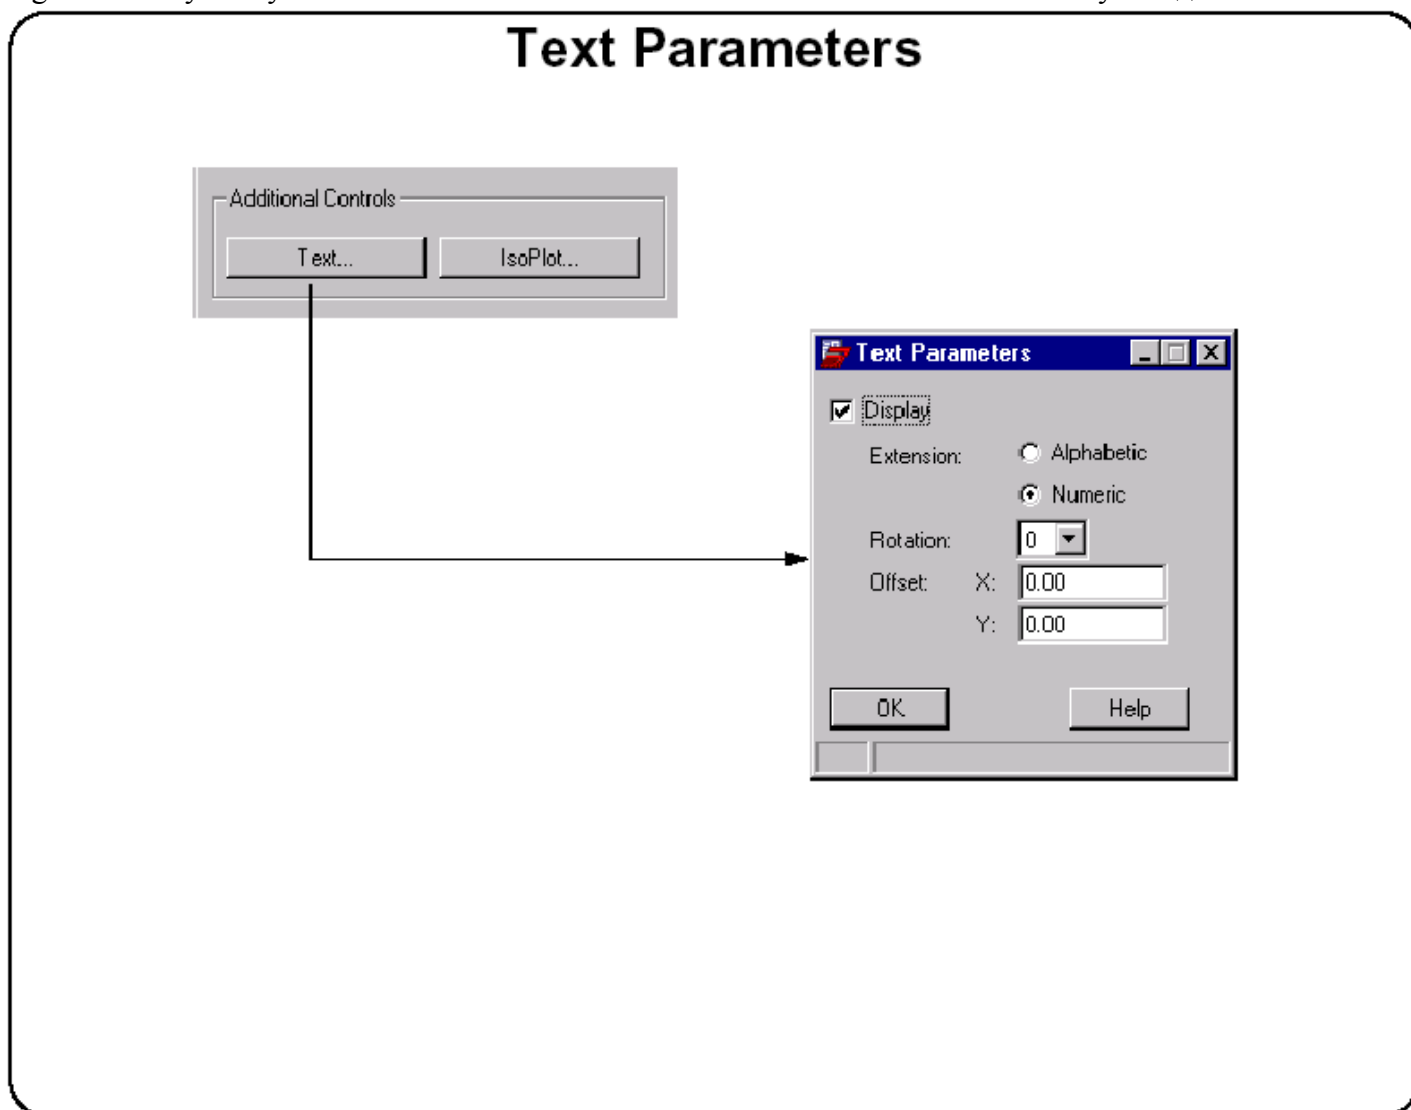 Text Parameters
Additional Controls
Text...
IsoPlot...
Text Parameters
Display
Extension:
Alphabetic
Numeric
Rotation:
0
Offset:
X:
0.00
Y:
0.00
OK
Help